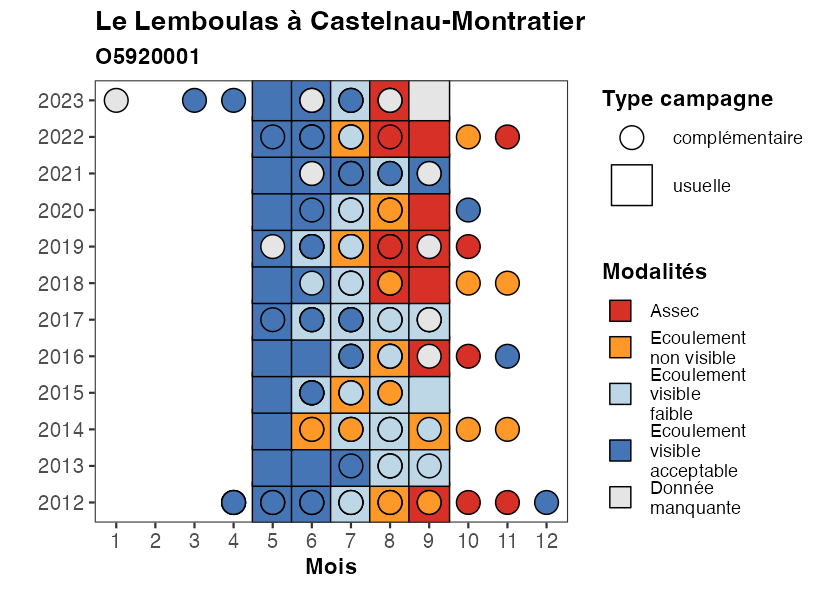 Le Lemboulas à Castelnau-Montratier
O5920001
2023
2022
2021
2020
2019
2018
2017
2016
2015
2014
2013
2012
1 2 3 4 5 6 7 8 9 10 11 12
Mois
Type campagne
complémentaire
usuelle
Modalités
Assec
Ecoulement
non visible
Ecoulement
visible
faible
Ecoulement
visible
acceptable
Donnée
manquante